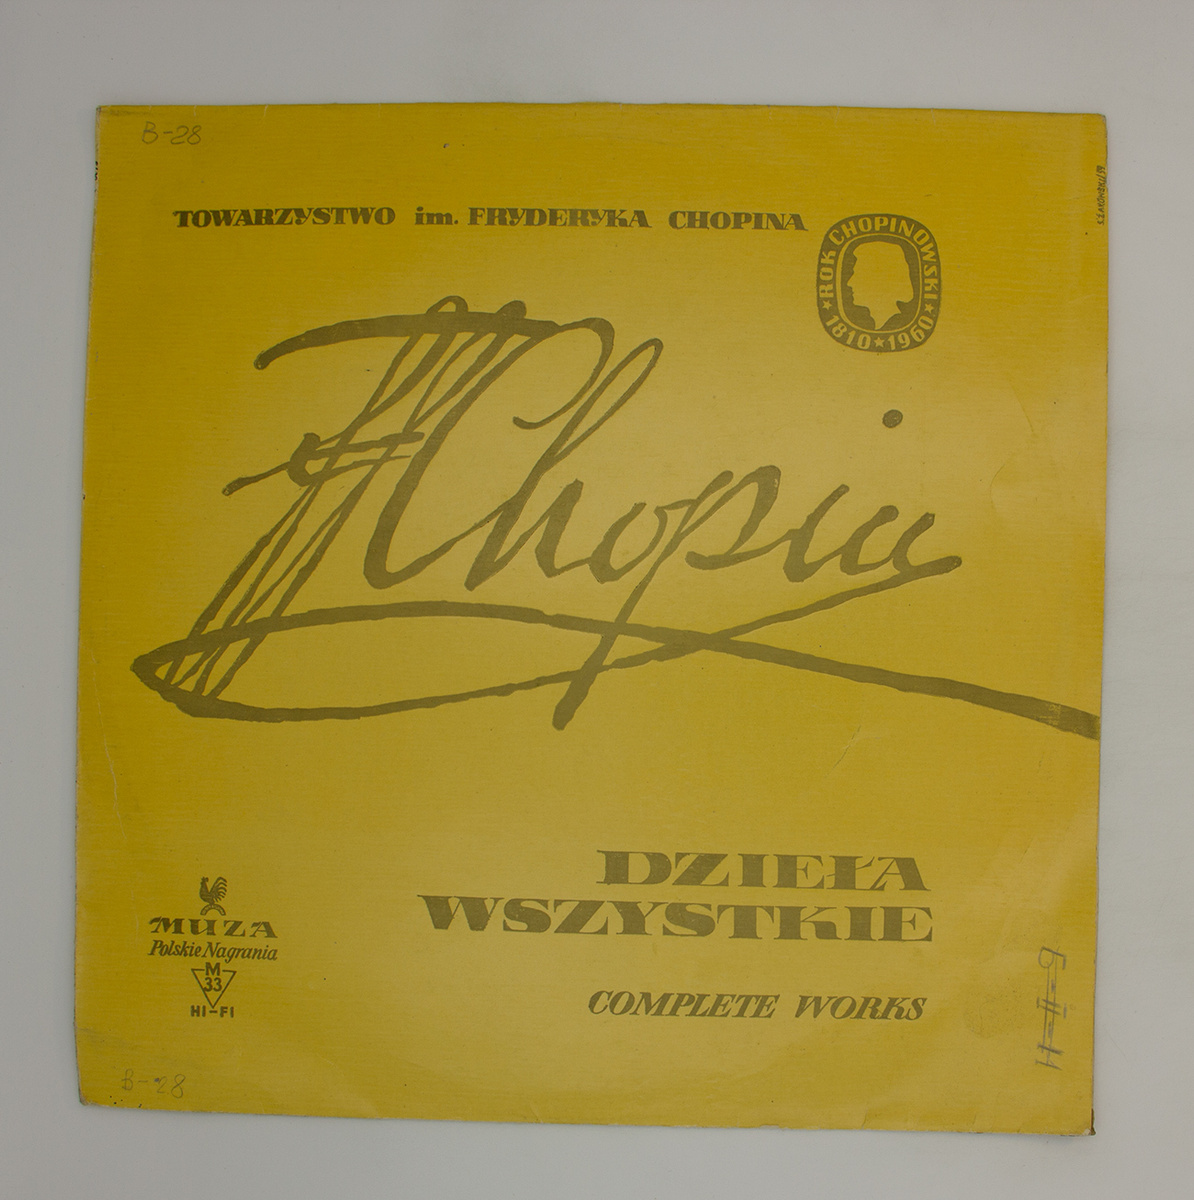 B-28
TOWARZYSTWO im. FRYDERYKA CHOPINA
ROK CHOPINOWSKI
1810 ★ 1960
FFChopin
DZIEŁA
WSZYSTKIE
COMPLETE WORKS
MUZA
Polskie Nagrania
M
33
HI-FI
B-28